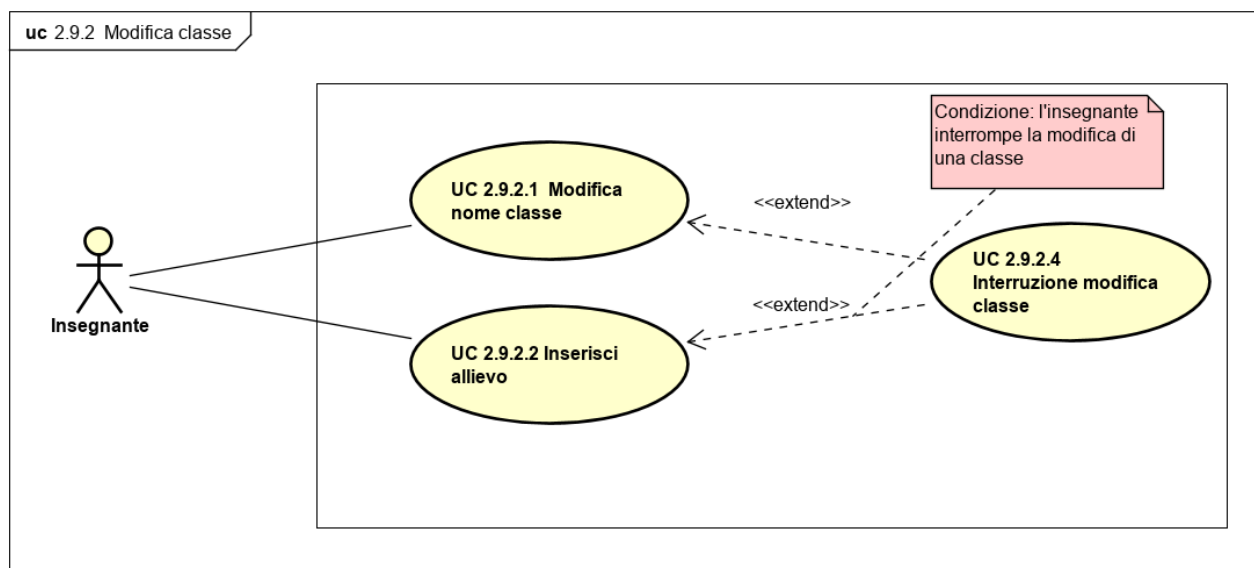 uc 2.9.2 Modifica classe
Condizione: l'insegnante
interrompe la modifica di
una classe
UC 2.9.2.1 Modifica
nome classe
<<extend>>
UC 2.9.2.4
Interruzione modifica
classe
Insegnante
<<extend>>
UC 2.9.2.2 Inserisci
allievo